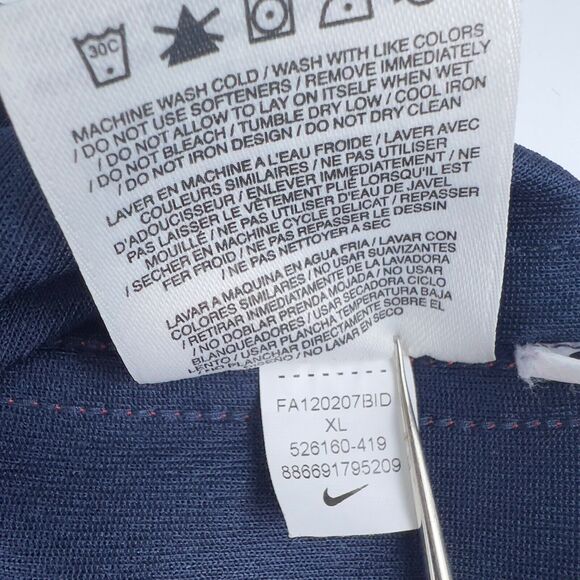 30C
MACHINE WASH COLD / WASH WITH LIKE COLORS
/ DO NOT USE SOFTENERS / REMOVE IMMEDIATELY
/ DO NOT ALLOW TO LAY ON ITSELF WHEN WET
/ DO NOT BLEACH / TUMBLE DRY LOW / COOL IRON
/ DO NOT IRON DESIGN / DO NOT DRY CLEAN
LAVER EN MACHINE A L'EAU FROIDE / LAVER AVEC
COULEURS SIMILAIRES / NE PAS UTILISER
D'ADOUCISSEUR / ENLEVER IMMÉDIATEMENT /
PAS LAISSER LE VÊTEMENT PLIÉ LORSQU'IL EST
MOUILLÉ / NE PAS UTILISER D'EAU DE JAVEL
/ SECHER EN MACHINE CYCLE DÉLICAT / REPASSER
FER FROID / NE PAS REPASSER LE DESSIN
/ NE PAS NETTOYER A SEC
LAVAR A MAQUINA EN AGUA FRIA / LAVAR CON
COLORES SIMILARES / NO USAR SUAVIZANTES
/ RETIRAR INMEDIATAMENTE DE LA LAVADORA
/ NO DOBLAR PRENDA MOJADA / NO USAR
BLANQUEADORES / USAR SECADORA CICLO
LENTO / USAR PLANCHA TEMPERATURA BAJA
/ NO PLANCHAR DIRECTAMENTE SOBRE EL
/ NO LAVAR EN SECO
FA120207BID
XL
526160-419
886691795209